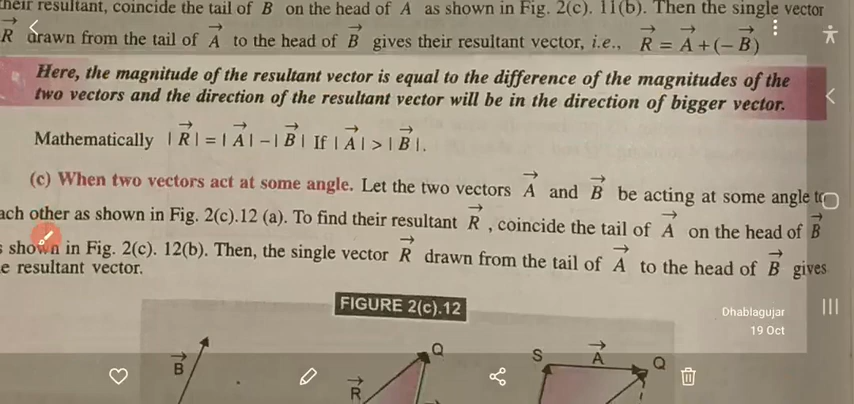 their resultant, coincide the tail of B on the head of A as shown in Fig. 2(c). 11(b). Then the single vector
R drawn from the tail of A to the head of B gives their resultant vector, i.e., R = A + (− B)
Here, the magnitude of the resultant vector is equal to the difference of the magnitudes of the
two vectors and the direction of the resultant vector will be in the direction of bigger vector.
Mathematically | R | = | A | − | B | If | A | > | B |.
(c) When two vectors act at some angle. Let the two vectors A and B be acting at some angle to
ach other as shown in Fig. 2(c).12 (a). To find their resultant R , coincide the tail of A on the head of B
s shown in Fig. 2(c). 12(b). Then, the single vector R drawn from the tail of A to the head of B gives
e resultant vector.
FIGURE 2(c).12
Dhablagujar
19 Oct
B
R
Q
S
A
Q